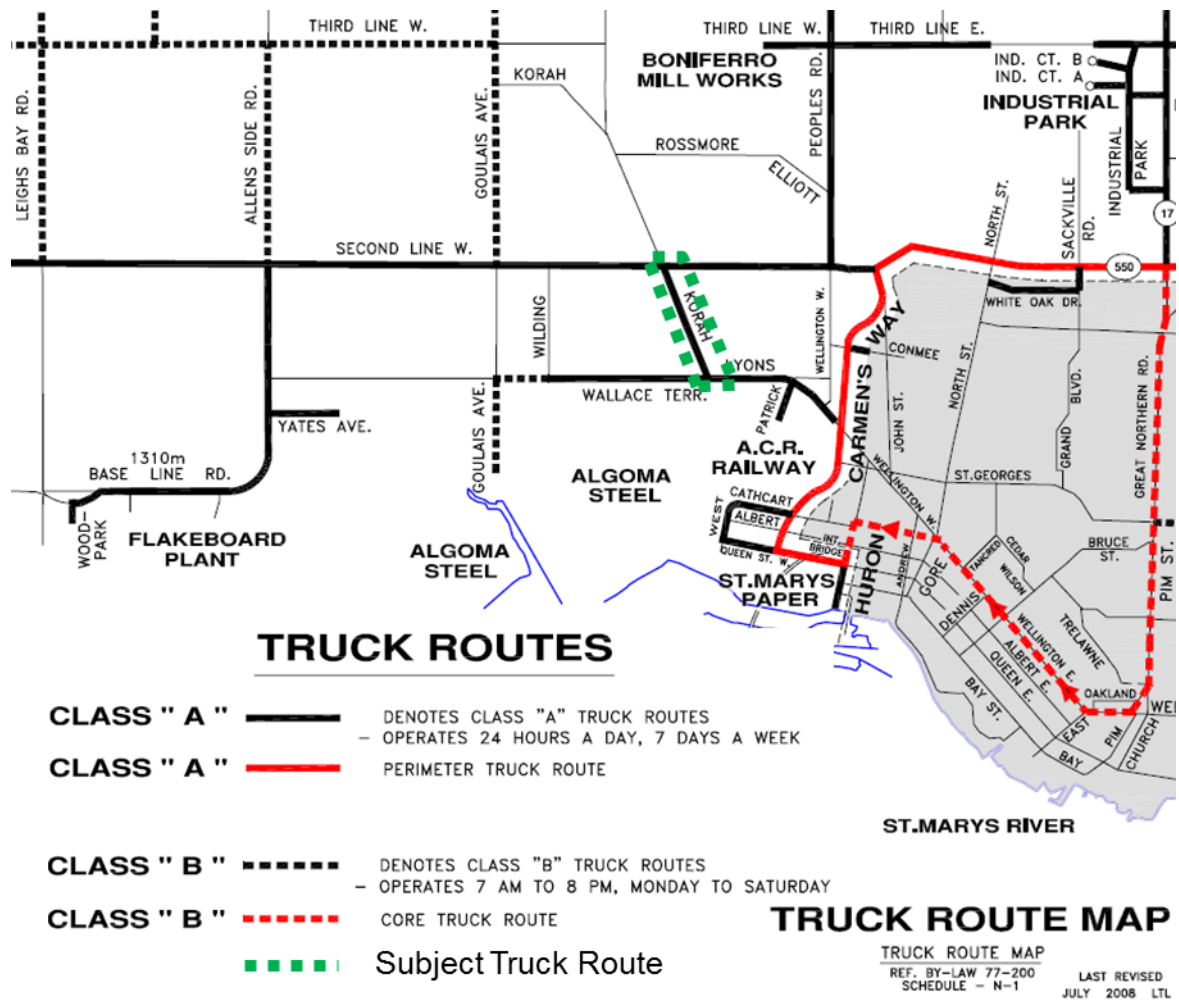 THIRD LINE W.
THIRD LINE W.
THIRD LINE E.
BONIFERRO
MILL WORKS
IND. CT. B
IND. CT. A
INDUSTRIAL
PARK
KORAH
LEIGHS BAY RD.
ALLENS SIDE RD.
GOULAIS AVE.
PEOPLES RD.
ROSSMORE
ELLIOTT
INDUSTRIAL
PARK
NORTH ST.
SACKVILLE
RD.
17
SECOND LINE W.
550
WHITE OAK DR.
KORAH
WILDING
WELLINGTON W.
CARMEN'S WAY
CONMEE
LYONS
WALLACE TERR.
PATRICK
JOHN ST.
NORTH ST.
GRAND
BLVD.
GREAT NORTHERN RD.
YATES AVE.
GOULAIS AVE.
A.C.R.
RAILWAY
1310m
BASE LINE RD.
WOOD-
PARK
FLAKEBOARD
PLANT
ALGOMA
STEEL
ALGOMA
STEEL
WELLINGTON W.
ST.GEORGES
CATHCART
WEST
ALBERT
INT.
BRIDGE
QUEEN ST. W.
ST.MARYS
PAPER
HURON
ANDREW
GORE
TANCRED
CEDAR
WILSON
BRUCE
ST.
PIM ST.
DENNIS
WELLINGTON E.
ALBERT E.
QUEEN E.
TRELAWNE
BAY ST.
OAKLAND
WEL
EAST
PIM
CHURCH
BAY
ST.MARYS RIVER
TRUCK ROUTES
CLASS " A "
DENOTES CLASS "A" TRUCK ROUTES
– OPERATES 24 HOURS A DAY, 7 DAYS A WEEK
CLASS " A "
PERIMETER TRUCK ROUTE
CLASS " B "
DENOTES CLASS "B" TRUCK ROUTES
– OPERATES 7 AM TO 8 PM, MONDAY TO SATURDAY
CLASS " B "
CORE TRUCK ROUTE
Subject Truck Route
TRUCK ROUTE MAP
TRUCK ROUTE MAP
REF. BY-LAW 77-200
SCHEDULE – N-1
LAST REVISED
JULY 2008 LTL